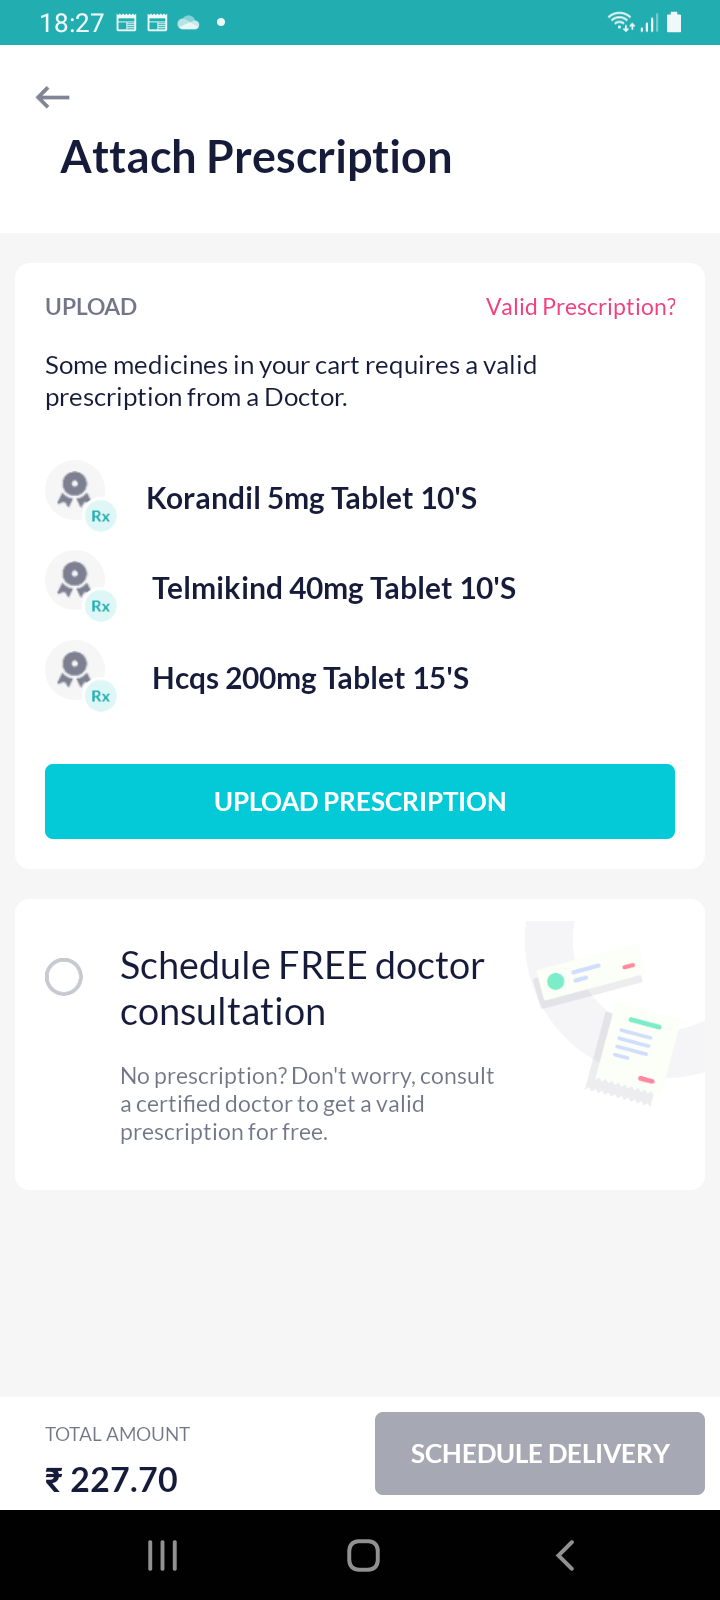 18:27
Attach Prescription
UPLOAD
Valid Prescription?
Some medicines in your cart requires a valid
prescription from a Doctor.
Rx
Korandil 5mg Tablet 10'S
Rx
Telmikind 40mg Tablet 10'S
Rx
Hcqs 200mg Tablet 15'S
UPLOAD PRESCRIPTION
Schedule FREE doctor
consultation
No prescription? Don't worry, consult
a certified doctor to get a valid
prescription for free.
TOTAL AMOUNT
₹ 227.70
SCHEDULE DELIVERY